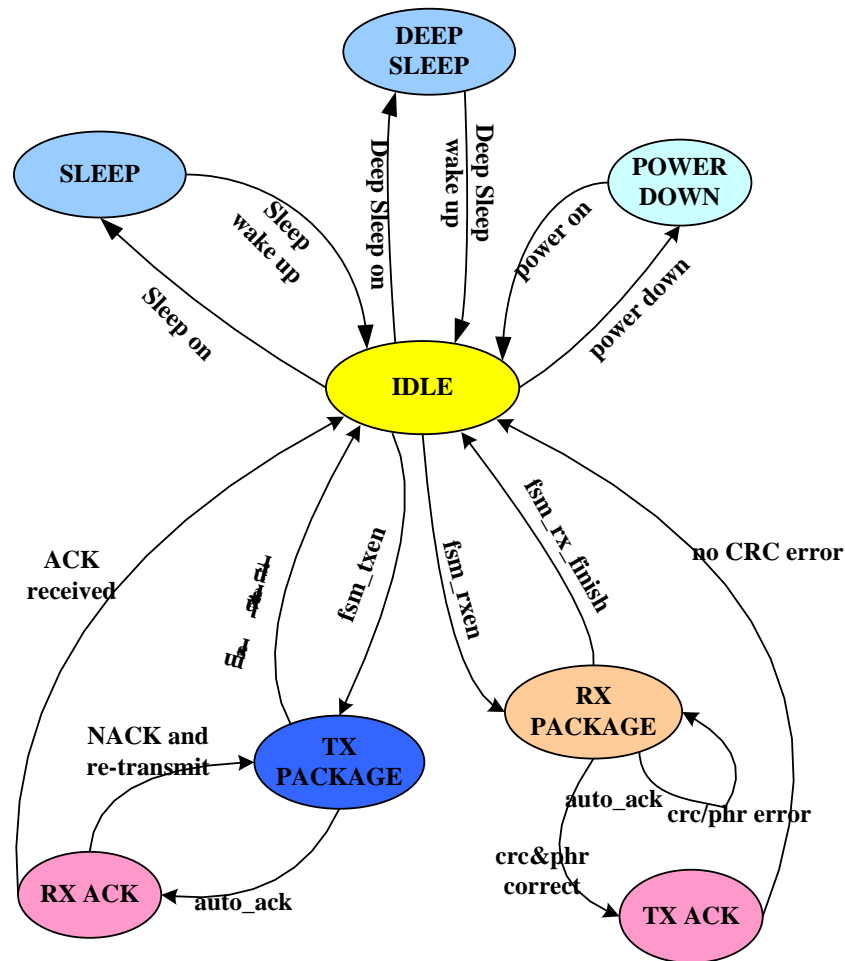 DEEP
SLEEP
SLEEP
POWER
DOWN
Sleep
wake up
Deep Sleep on
Deep Sleep
wake up
power on
Sleep on
power down
IDLE
ACK
received
fsm_txen
fsm_rxen
fsm_rx_finish
no CRC error
RX
PACKAGE
NACK and
re-transmit
TX
PACKAGE
auto_ack
crc/phr error
crc&phr
correct
RX ACK
auto_ack
TX ACK